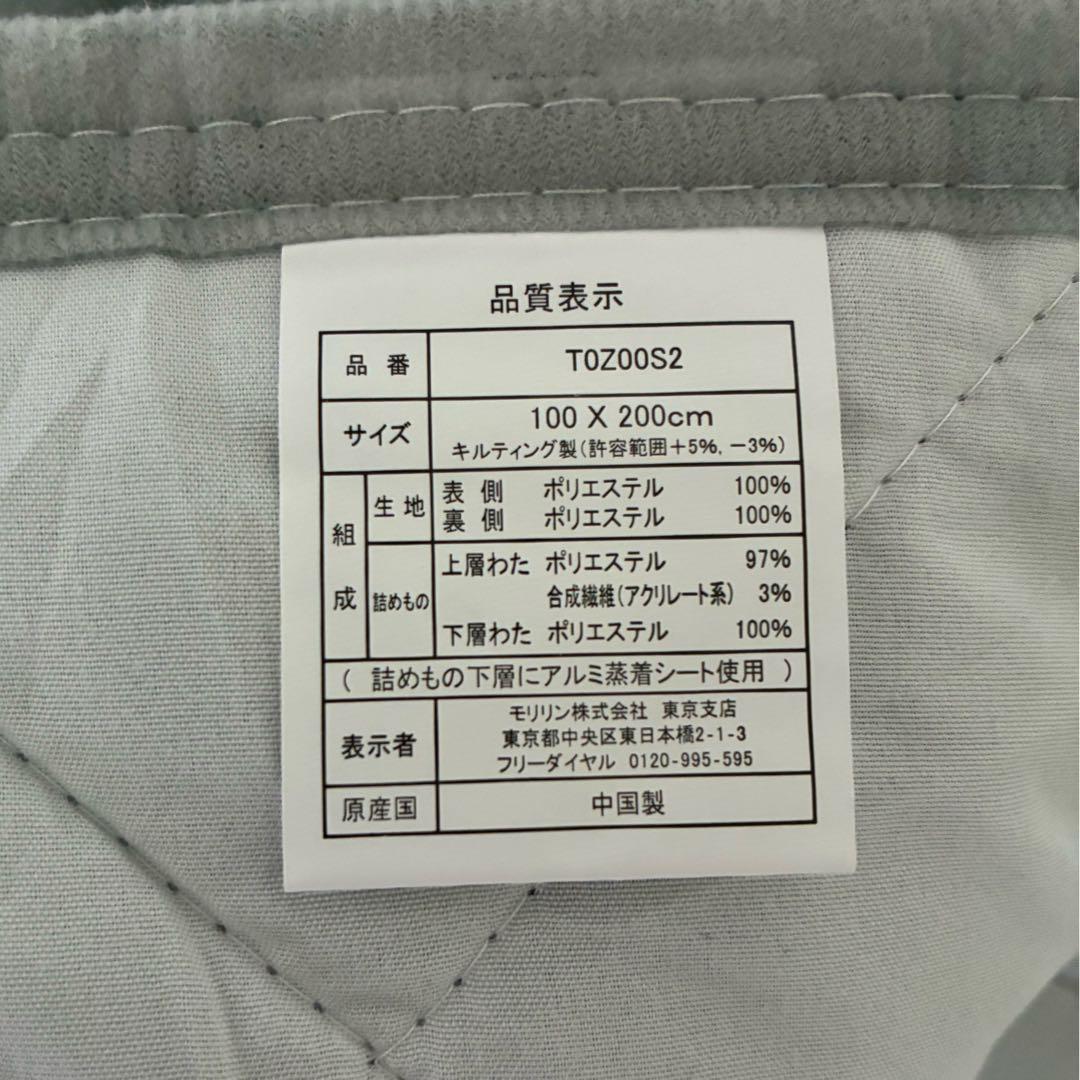 品質表示
品番 T0Z00S2
サイズ 100 X 200cm
キルティング製(許容範囲+5%, -3%)
組成 生地 表側 ポリエステル 100%
裏側 ポリエステル 100%
詰めもの 上層わた ポリエステル 97%
合成繊維(アクリレート系) 3%
下層わた ポリエステル 100%
( 詰めもの下層にアルミ蒸着シート使用 )
表示者 モリリン株式会社 東京支店
東京都中央区東日本橋2-1-3
フリーダイヤル 0120-995-595
原産国 中国製